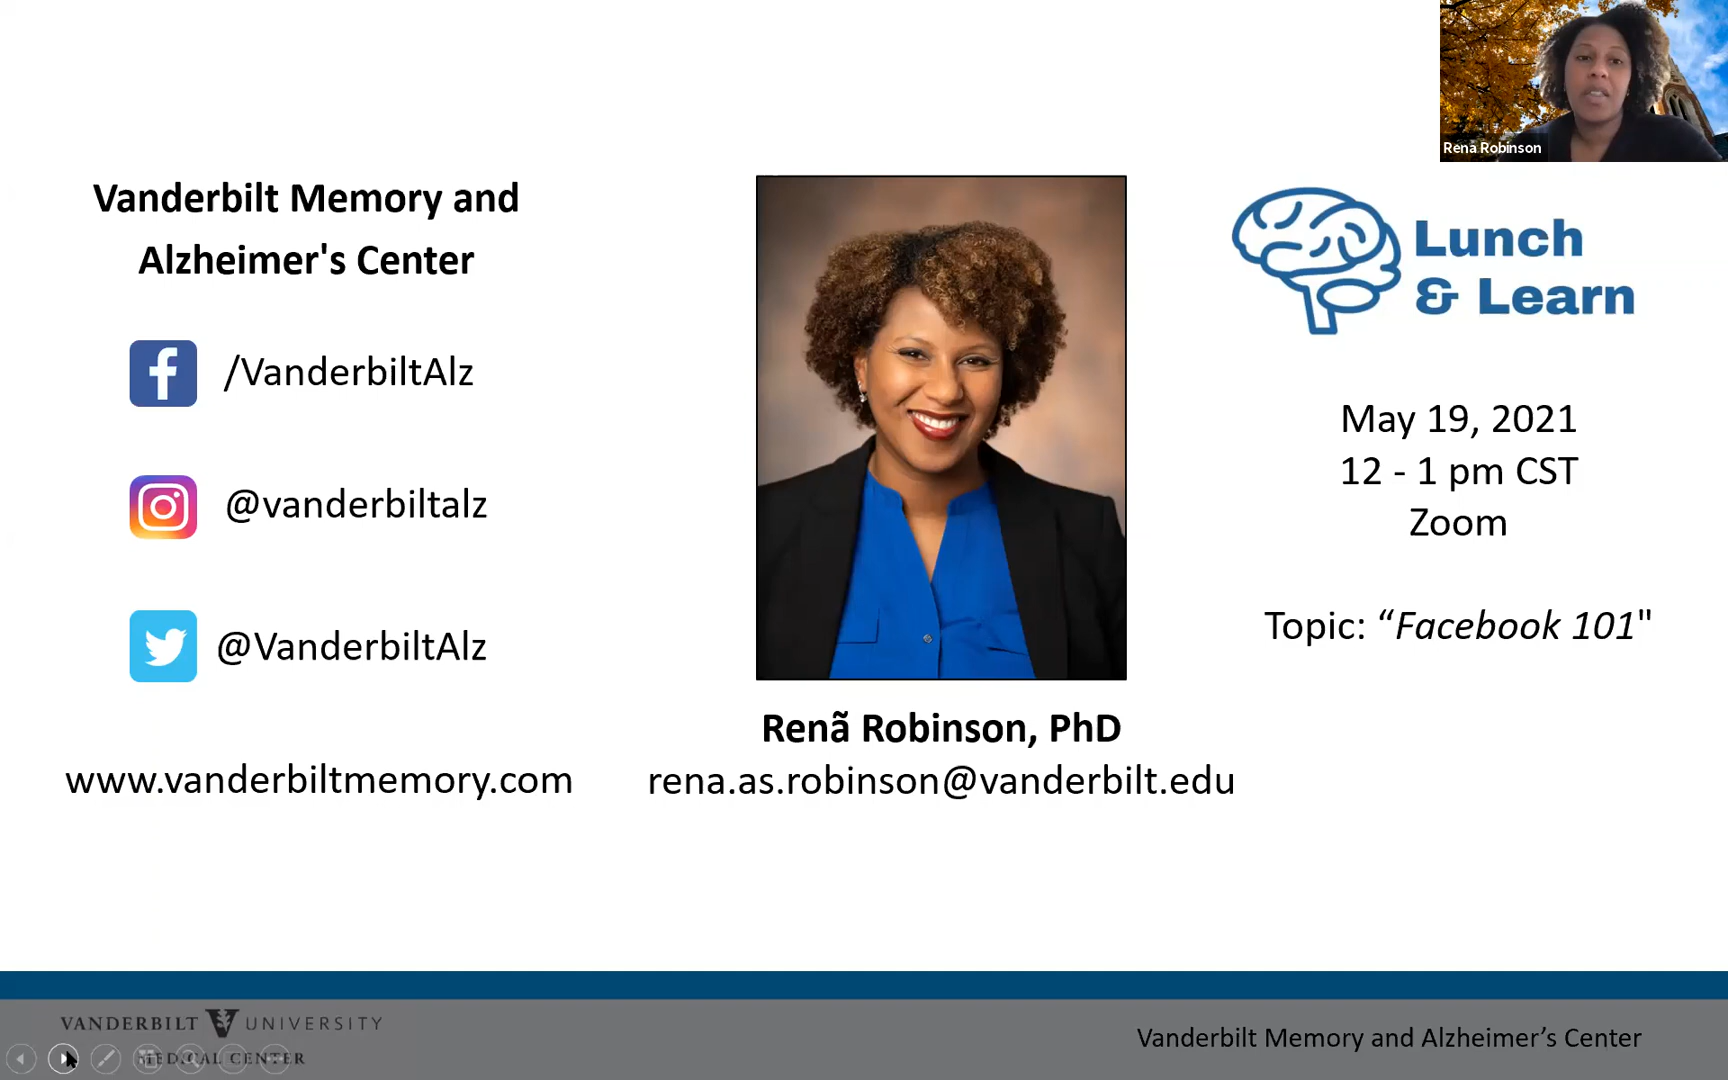 Rena Robinson
Vanderbilt Memory and
Alzheimer's Center
/VanderbiltAlz
@vanderbiltalz
@VanderbiltAlz
www.vanderbiltmemory.com
Renã Robinson, PhD
rena.as.robinson@vanderbilt.edu
Lunch
& Learn
May 19, 2021
12 - 1 pm CST
Zoom
Topic: “Facebook 101"
VANDERBILT V UNIVERSITY
MEDICAL CENTER
Vanderbilt Memory and Alzheimer’s Center